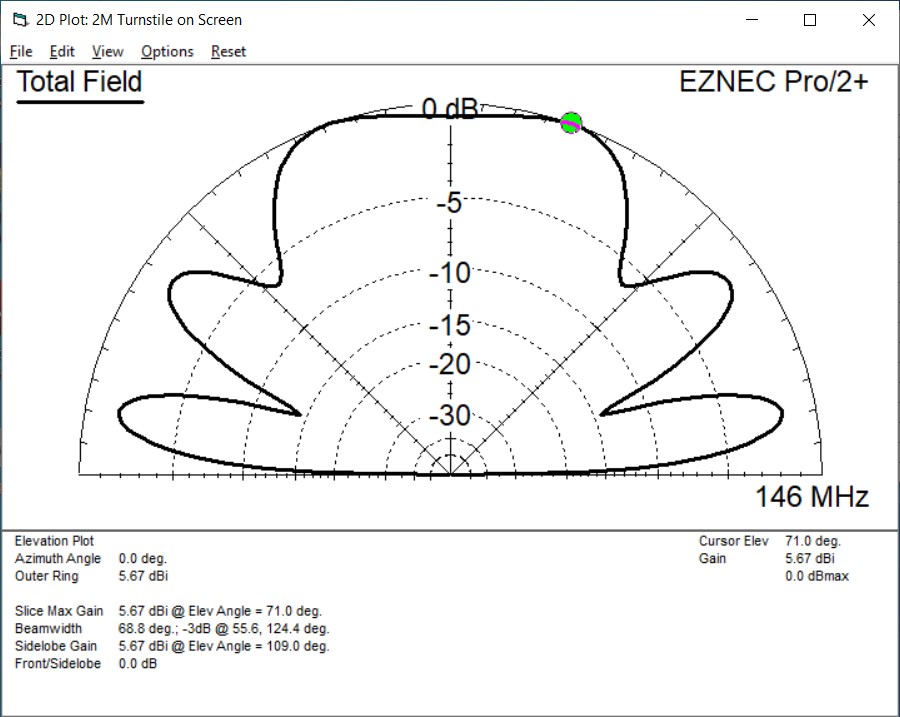 2D Plot: 2M Turnstile on Screen
File Edit View Options Reset
Total Field
EZNEC Pro/2+
0 dB
-5
-10
-15
-20
-30
146 MHz
Elevation Plot
Cursor Elev 71.0 deg.
Azimuth Angle 0.0 deg.
Gain 5.67 dBi
Outer Ring 5.67 dBi
0.0 dBmax
Slice Max Gain 5.67 dBi @ Elev Angle = 71.0 deg.
Beamwidth 68.8 deg.; -3dB @ 55.6, 124.4 deg.
Sidelobe Gain 5.67 dBi @ Elev Angle = 109.0 deg.
Front/Sidelobe 0.0 dB